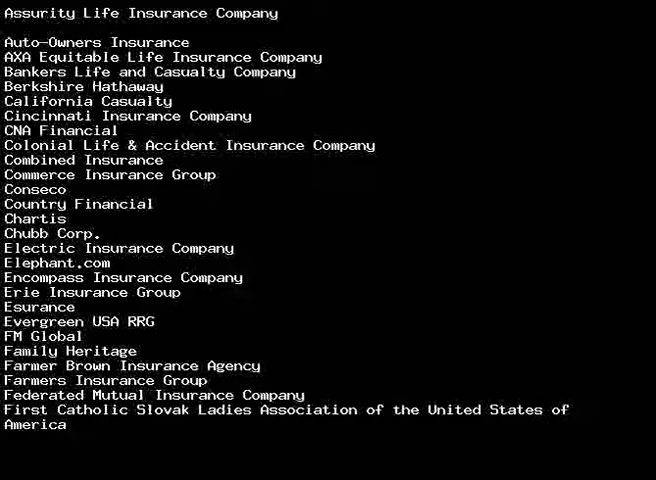 Assurity Life Insurance Company
Auto-Owners Insurance
AXA Equitable Life Insurance Company
Bankers Life and Casualty Company
Berkshire Hathaway
California Casualty
Cincinnati Insurance Company
CNA Financial
Colonial Life & Accident Insurance Company
Combined Insurance
Commerce Insurance Group
Conseco
Country Financial
Chartis
Chubb Corp.
Electric Insurance Company
Elephant.com
Encompass Insurance Company
Erie Insurance Group
Esurance
Evergreen USA RRG
FM Global
Family Heritage
Farmer Brown Insurance Agency
Farmers Insurance Group
Federated Mutual Insurance Company
First Catholic Slovak Ladies Association of the United States of
America